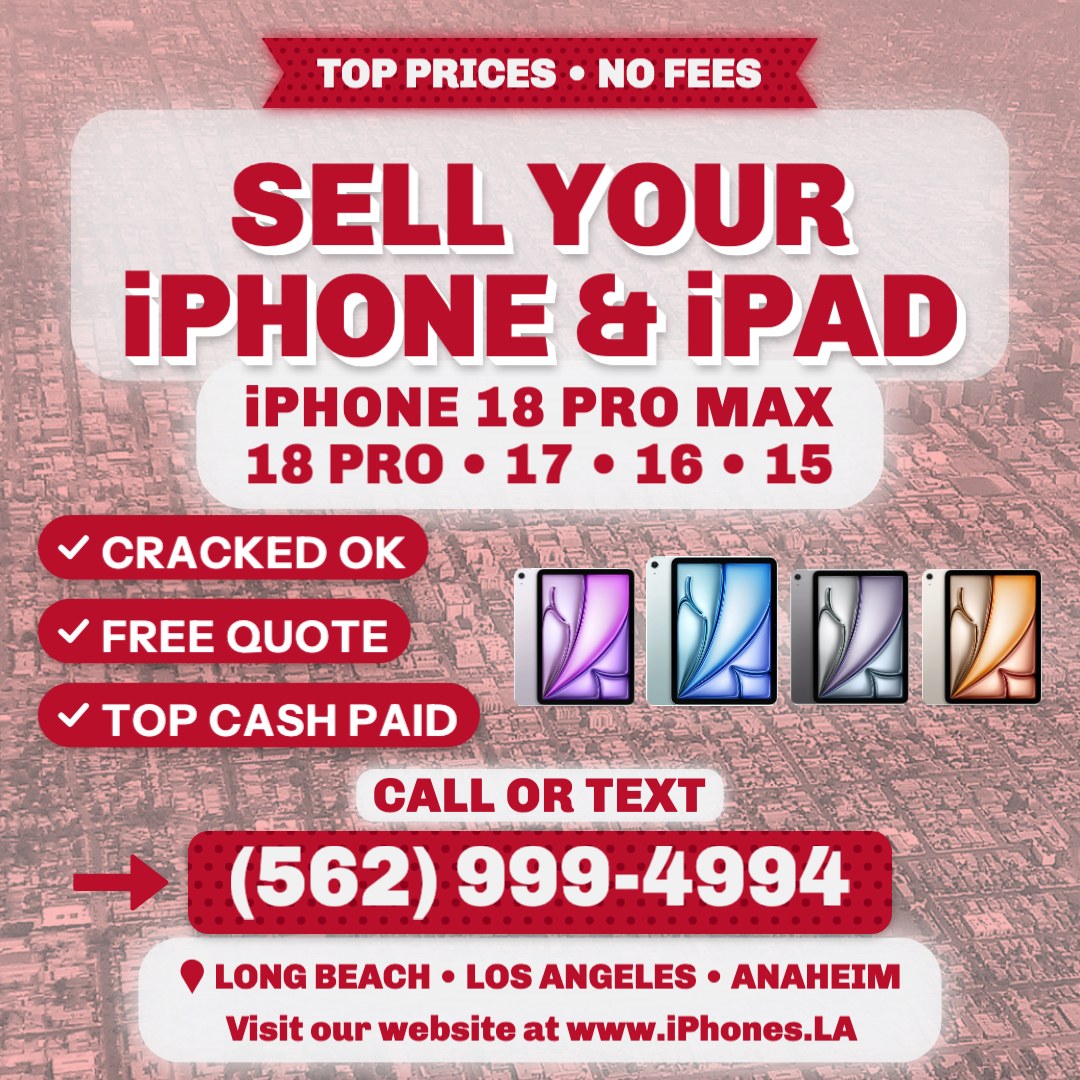 TOP PRICES • NO FEES
SELL YOUR
iPHONE & iPAD
iPHONE 18 PRO MAX
18 PRO • 17 • 16 • 15
CRACKED OK
FREE QUOTE
TOP CASH PAID
CALL OR TEXT
(562) 999-4994
LONG BEACH • LOS ANGELES • ANAHEIM
Visit our website at www.iPhones.LA